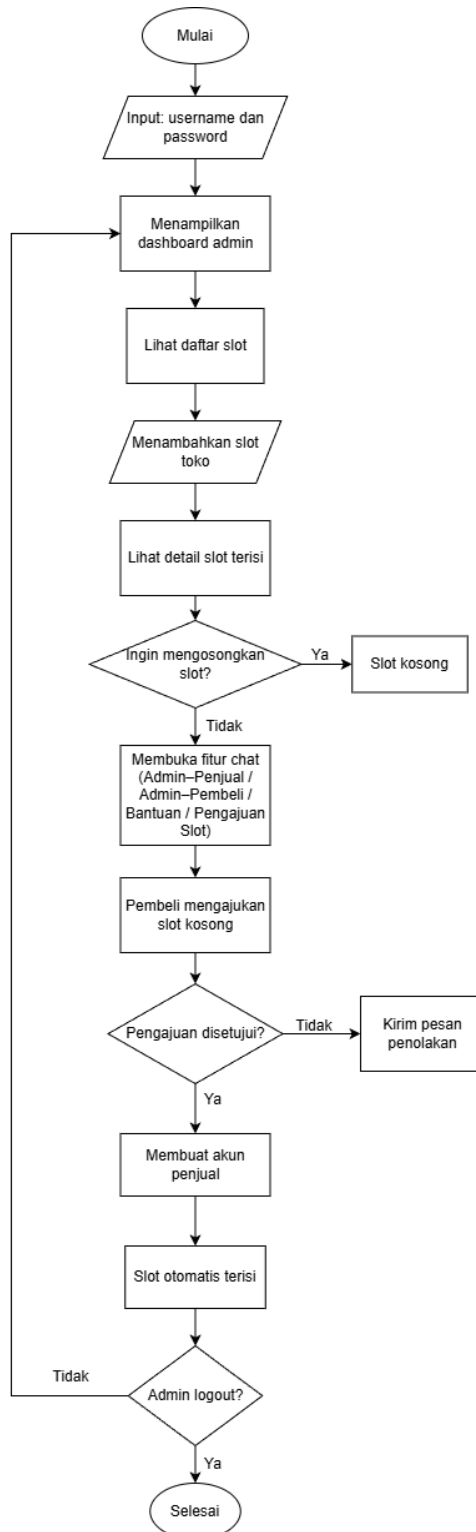 Mulai
Input: username dan
password
Menampilkan
dashboard admin
Lihat daftar slot
Menambahkan slot
toko
Lihat detail slot terisi
Ingin mengosongkan
slot?
Ya
Slot kosong
Tidak
Membuka fitur chat
(Admin–Penjual /
Admin–Pembeli /
Bantuan / Pengajuan
Slot)
Pembeli mengajukan
slot kosong
Pengajuan disetujui?
Tidak
Kirim pesan
penolakan
Ya
Membuat akun
penjual
Slot otomatis terisi
Tidak
Admin logout?
Ya
Selesai